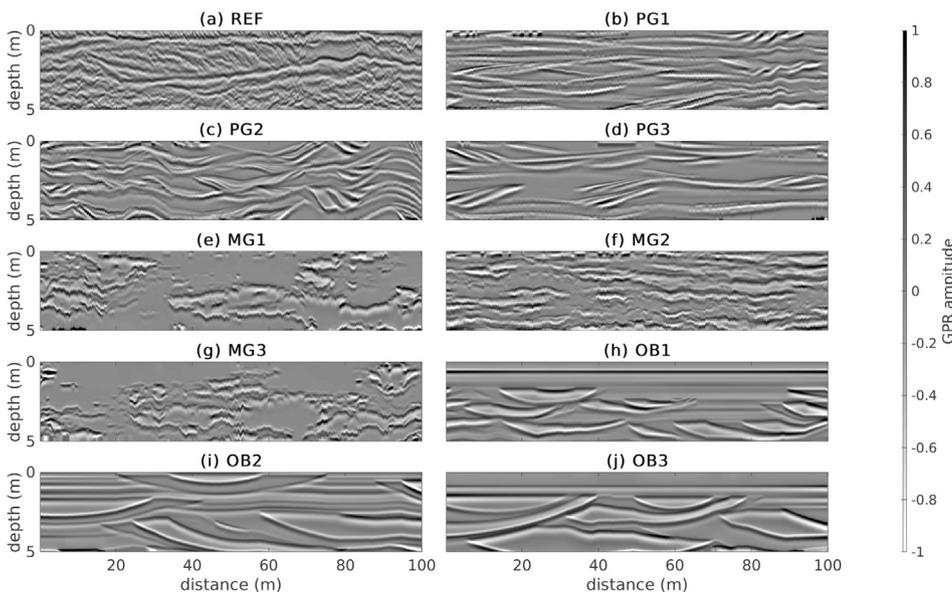 (a) REF
(b) PG1
1
0
depth (m)
5
0.8
(c) PG2
(d) PG3
0.6
0
depth (m)
5
0.4
(e) MG1
(f) MG2
0.2
0
depth (m)
5
0
GPR ampitude
(g) MG3
(h) OB1
-0.2
0
depth (m)
5
-0.4
(i) OB2
(j) OB3
-0.6
0
depth (m)
5
-0.8
-1
20 40 60 80 100
20 40 60 80 100
distance (m)
distance (m)